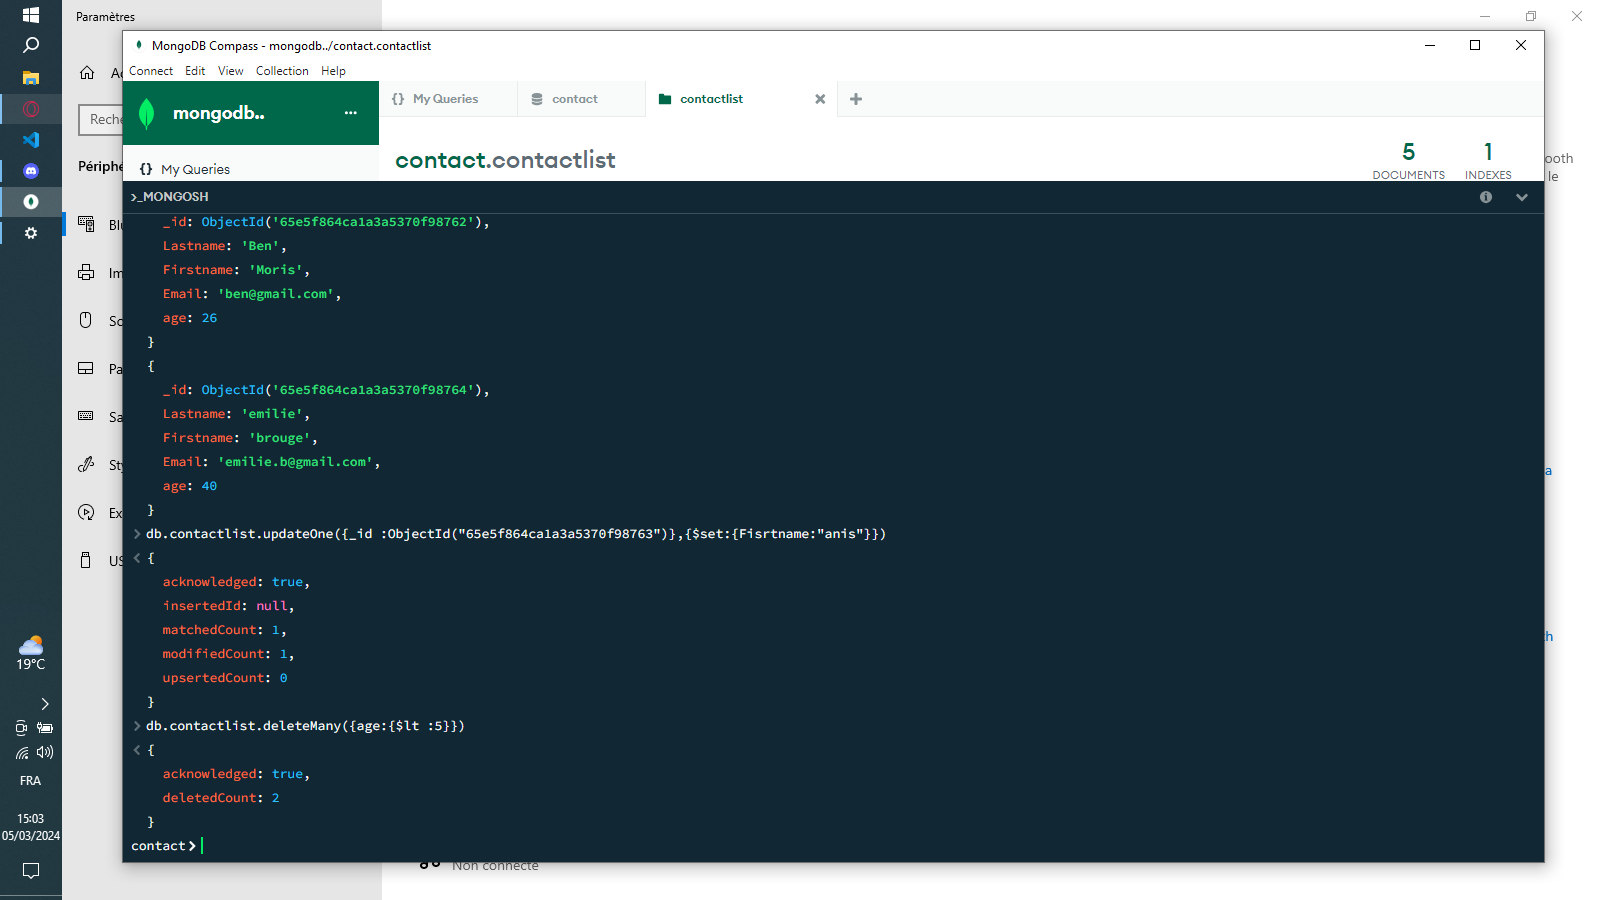 Paramètres
MongoDB Compass - mongodb../contact.contactlist
Connect Edit View Collection Help
mongodb..
My Queries
contact
contactlist
contact.contactlist
5
DOCUMENTS
1
INDEXES
{} My Queries
ooth
le
Périphé
>_MONGOSH
_id: ObjectId('65e5f864ca1a3a5370f98762'),
Lastname: 'Ben',
Firstname: 'Moris',
Email: 'ben@gmail.com',
age: 26
}
{
_id: ObjectId('65e5f864ca1a3a5370f98764'),
Lastname: 'emilie',
Firstname: 'brouge',
Email: 'emilie.b@gmail.com',
age: 40
}
> db.contactlist.updateOne({_id :ObjectId("65e5f864ca1a3a5370f98763")},{$set:{Fisrtname:"anis"}})
< {
acknowledged: true,
insertedId: null,
matchedCount: 1,
modifiedCount: 1,
upsertedCount: 0
}
> db.contactlist.deleteMany({age:{$lt :5}})
< {
acknowledged: true,
deletedCount: 2
}
contact>
Reche
Im
Pa
Sa
US
19°C
FRA
15:03
05/03/2024
Non connecté